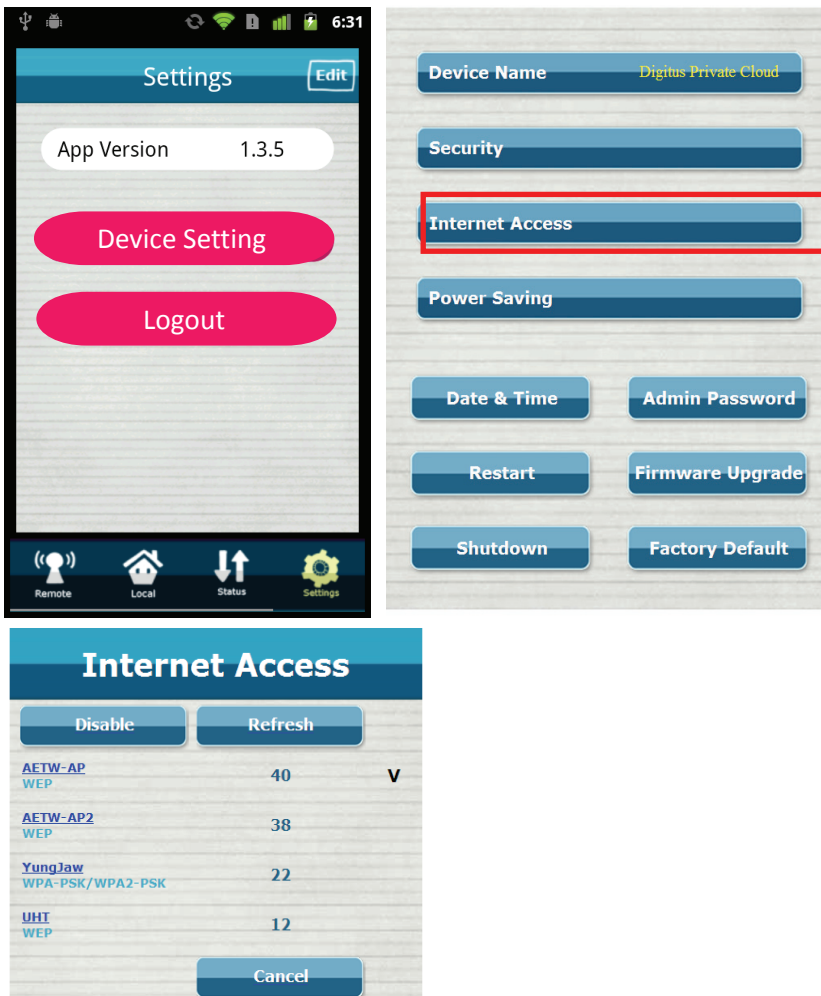 6:31
Settings
Edit
App Version 1.3.5
Device Setting
Logout
Remote Local Status Settings
Device Name Digitus Private Cloud
Security
Internet Access
Power Saving
Date & Time Admin Password
Restart Firmware Upgrade
Shutdown Factory Default
Internet Access
Disable Refresh
AETW-AP 40 V
WEP
AETW-AP2 38
WEP
YungJaw 22
WPA-PSK/WPA2-PSK
UHT 12
WEP
Cancel